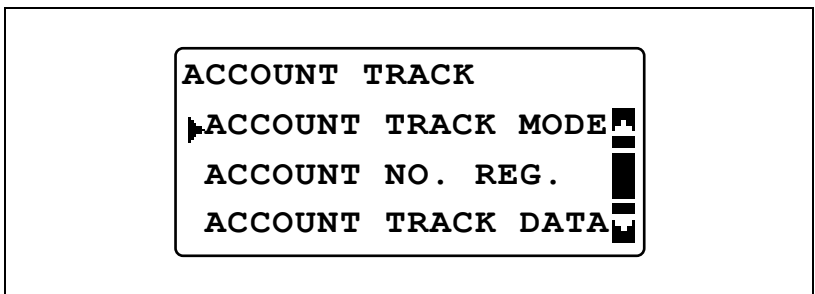 ACCOUNT TRACK
ACCOUNT TRACK MODE
ACCOUNT NO. REG.
ACCOUNT TRACK DATA